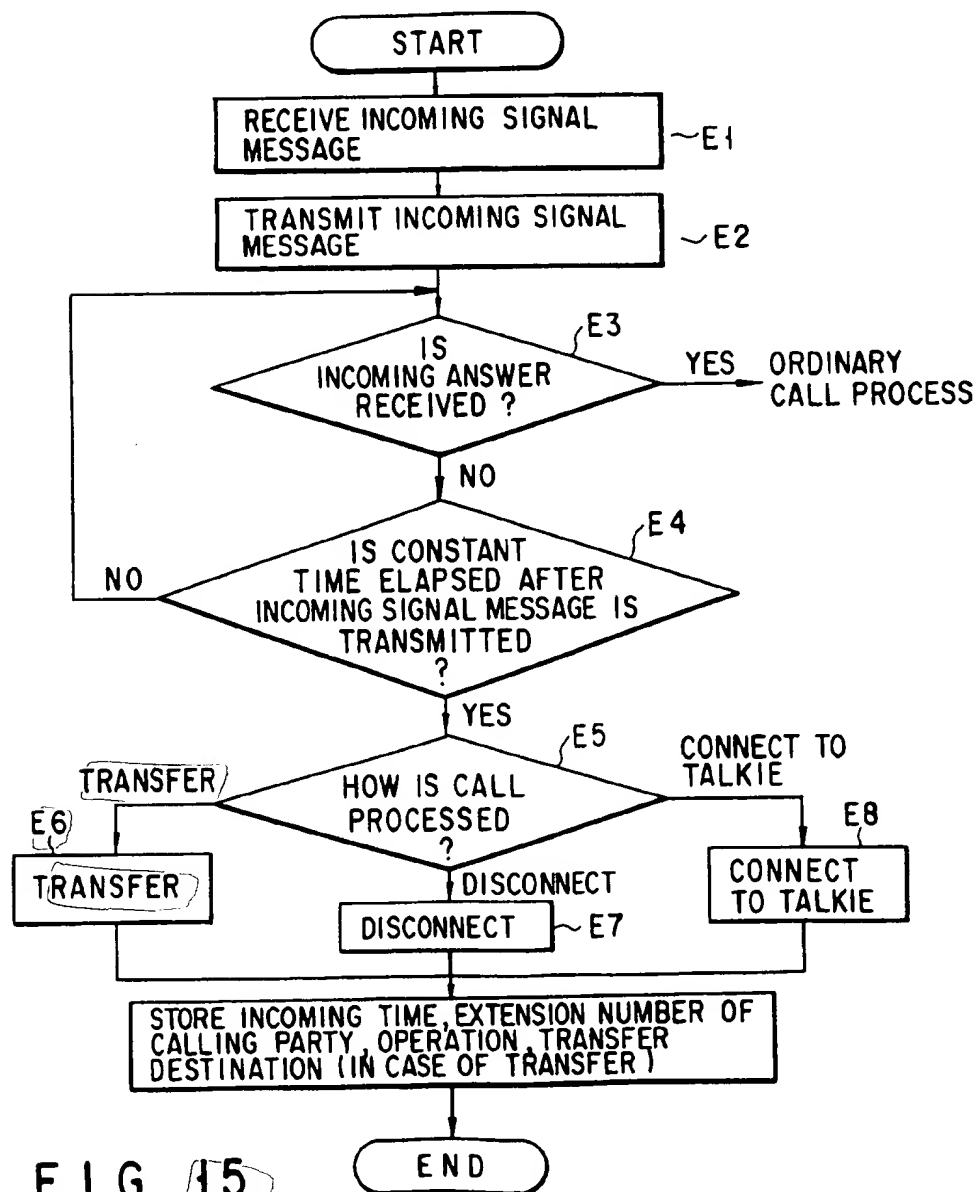 START
RECEIVE INCOMING SIGNAL
MESSAGE
E1
TRANSMIT INCOMING SIGNAL
MESSAGE
E2
E3
IS
INCOMING ANSWER
RECEIVED ?
YES
ORDINARY
CALL PROCESS
NO
E4
IS CONSTANT
TIME ELAPSED AFTER
INCOMING SIGNAL MESSAGE IS
TRANSMITTED
?
NO
YES
E5
HOW IS CALL
PROCESSED
?
TRANSFER
CONNECT TO
TALKIE
E6
TRANSFER
DISCONNECT
DISCONNECT
E7
E8
CONNECT
TO TALKIE
STORE INCOMING TIME, EXTENSION NUMBER OF
CALLING PARTY, OPERATION, TRANSFER
DESTINATION (IN CASE OF TRANSFER)
END
FIG. 15